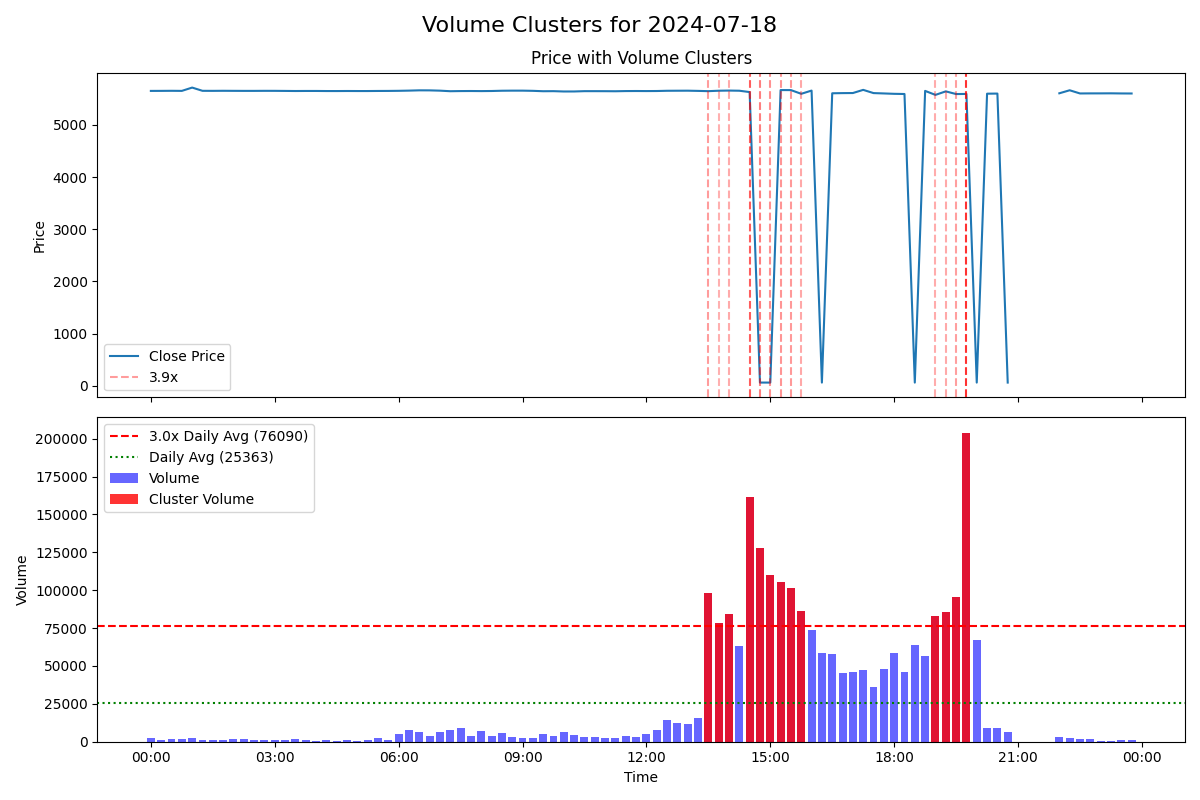 Volume Clusters for 2024-07-18
Price with Volume Clusters
5000
4000
3000
2000
1000
0
Price
Close Price
3.9x
200000
175000
150000
125000
100000
75000
50000
25000
0
Volume
3.0x Daily Avg (76090)
Daily Avg (25363)
Volume
Cluster Volume
00:00 03:00 06:00 09:00 12:00 15:00 18:00 21:00 00:00
Time